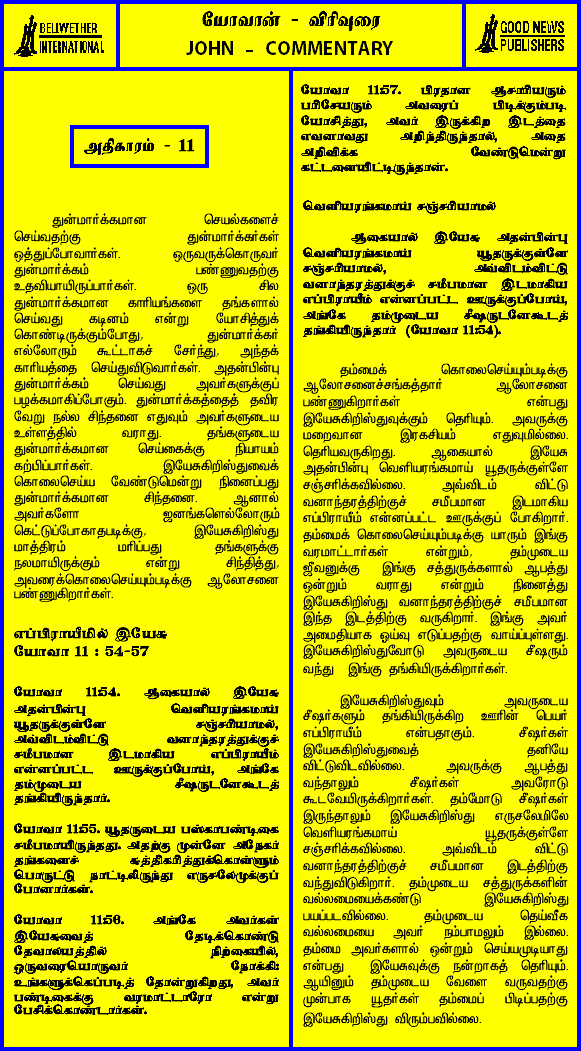 BELWETHER
INTERNATIONAL
யோவான் - விரிவுரை
JOHN - COMMENTARY
GOOD NEWS
PUBLISHERS
அதிகாரம் - 11
துன்மார்க்கமான செயல்களைச்
செய்வதற்கு துன்மார்க்கர்கள்
ஒத்துப்போவார்கள். ஒருவருக்கொருவர்
துன்மார்க்கம் பண்ணுவதற்கு
உதவியாயிருப்பார்கள். ஒரு சில
துன்மார்க்கமான காரியங்களை தங்களால்
செய்வது கடினம் என்று யோசித்துக்
கொண்டிருக்கும்போது, துன்மார்க்கர்
எல்லோரும் கூட்டாகச் சேர்ந்து, அந்தக்
காரியத்தை செய்துவிடுவார்கள். அதன்பின்பு
துன்மார்க்கம் செய்வது அவர்களுக்குப்
பழக்கமாகிப்போகும். துன்மார்க்கத்தைத் தவிர
வேறு நல்ல சிந்தனை எதுவும் அவர்களுடைய
உள்ளத்தில் வராது. தங்களுடைய
துன்மார்க்கமான செய்கைக்கு நியாயம்
கற்பிப்பார்கள். இயேசுகிறிஸ்துவைக்
கொலைசெய்ய வேண்டுமென்று நினைப்பது
துன்மார்க்கமான சிந்தனை. ஆனால்
அவர்களோ ஐனங்களெல்லோரும்
கெட்டுப்போகாதபடிக்கு, இயேசுகிறிஸ்து
மாத்திரம் மரிப்பது தங்களுக்கு
நலமாயிருக்கும் என்று சிந்தித்து,
அவரைக்கொலைசெய்யும்படிக்கு ஆலோசனை
பண்ணுகிறார்கள்.
எப்பிராயீமில் இயேசு
யோவா 11 : 54-57
யோவா 11:54. ஆகையால் இயேசு
அதன்பின்பு வெளியரங்கமாய்
யூதருக்குள்ளே சஞ்சரியாமல்,
அவ்விடம்விட்டு வனாந்தரத்துக்குச்
சமீபமான இடமாகிய எப்பிராயீம்
என்னப்பட்ட ஊருக்குப்போய், அங்கே
தம்முடைய சீஷருடனேகூடத்
தங்கியிருந்தார்.
யோவா 11:55. யூதருடைய பஸ்காபண்டிகை
சமீபமாயிருந்தது. அதற்கு முன்னே அநேகர்
தங்களைச் சுத்திகரித்துக்கொள்ளும்
பொருட்டு நாட்டிலிருந்து எருசலேமுக்குப்
போனார்கள்.
யோவா 11:56. அங்கே அவர்கள்
இயேசுவைத் தேடிக்கொண்டு
தேவாலயத்தில் நிற்கையில்,
ஒருவரையொருவர் நோக்கி:
உங்களுக்கெப்படித் தோன்றுகிறது, அவர்
பண்டிகைக்கு வரமாட்டாரோ என்று
பேசிக்கொண்டார்கள்.
யோவா 11:57. பிரதான ஆசாரியரும்
பரிசேயரும் அவரைப் பிடிக்கும்படி
யோசித்து, அவர் இருக்கிற இடத்தை
எவனாவது அறிந்திருந்தால், அதை
அறிவிக்க வேண்டுமென்று
கட்டளையிட்டிருந்தான்.
வெளியரங்கமாய் சஞ்சரியாமல்
ஆகையால் இயேசு அதன்பின்பு
வெளியரங்கமாய் யூதருக்குள்ளே
சஞ்சரியாமல், அவ்விடம்விட்டு
வனாந்தரத்துக்குச் சமீபமான இடமாகிய
எப்பிராயீம் என்னப்பட்ட ஊருக்குப்போய்,
அங்கே தம்முடைய சீஷருடனேகூடத்
தங்கியிருந்தார் (யோவா 11:54).
தம்மைக் கொலைசெய்யும்படிக்கு
ஆலோசனைச்சங்கத்தார் ஆலோசனை
பண்ணுகிறார்கள் என்பது
இயேசுகிறிஸ்துவுக்கும் தெரியும். அவருக்கு
மறைவான இரகசியம் எதுவுமில்லை.
தெரியவருகிறது. ஆகையால் இயேசு
அதன்பின்பு வெளியரங்கமாய் யூதருக்குள்ளே
சஞ்சரிக்கவில்லை. அவ்விடம் விட்டு
வனாந்தரத்திற்குச் சமீபமான இடமாகிய
எப்பிராயீம் என்னப்பட்ட ஊருக்குப் போகிறார்.
தம்மைக் கொலைசெய்யும்படிக்கு யாரும் இங்கு
வரமாட்டார்கள் என்றும், தம்முடைய
ஜீவனுக்கு இங்கு சத்துருக்களால் ஆபத்து
ஒன்றும் வராது என்றும் நினைத்து
இயேசுகிறிஸ்து வனாந்தரத்திற்குச் சமீபமான
இந்த இடத்திற்கு வருகிறார். இங்கு அவர்
அமைதியாக ஓய்வு எடுப்பதற்கு வாய்ப்புள்ளது.
இயேசுகிறிஸ்துவோடு அவருடைய சீஷரும்
வந்து இங்கு தங்கியிருக்கிறார்கள்.
இயேசுகிறிஸ்துவும் அவருடைய
சீஷர்களும் தங்கியிருக்கிற ஊரின் பெயர்
எப்பிராயீம் என்பதாகும். சீஷர்கள்
இயேசுகிறிஸ்துவைத் தனியே
விட்டுவிடவில்லை. அவருக்கு ஆபத்து
வந்தாலும் சீஷர்கள் அவரோடு
கூடவேயிருக்கிறார்கள். தம்மோடு சீஷர்கள்
இருந்தாலும் இயேசுகிறிஸ்து எருசலேமிலே
வெளியரங்கமாய் யூதருக்குள்ளே
சஞ்சரிக்கவில்லை. அவ்விடம் விட்டு
வனாந்தரத்திற்குச் சமீபமான இடத்திற்கு
வந்துவிடுகிறார். தம்முடைய சத்துருக்களின்
வல்லமையைக்கண்டு இயேசுகிறிஸ்து
பயப்படவில்லை. தம்முடைய தெய்வீக
வல்லமையை அவர் நம்பாமலும் இல்லை.
தம்மை அவர்களால் ஒன்றும் செய்யமுடியாது
என்பது இயேசுவுக்கு நன்றாகத் தெரியும்.
ஆயினும் தம்முடைய வேளை வருவதற்கு
முன்பாக யூதர்கள் தம்மைப் பிடிப்பதற்கு
இயேசுகிறிஸ்து விரும்பவில்லை.